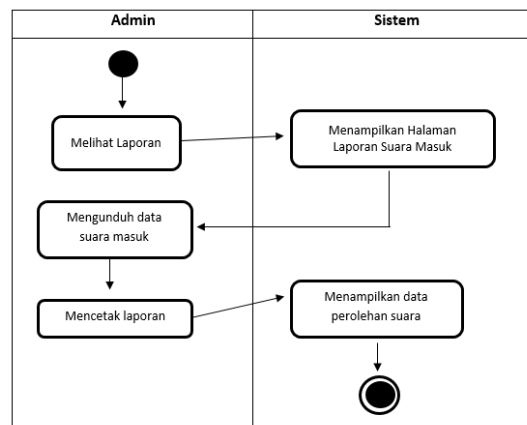 Admin
Sistem
Melihat Laporan
Menampilkan Halaman
Laporan Suara Masuk
Mengunduh data
suara masuk
Mencetak laporan
Menampilkan data
perolehan suara